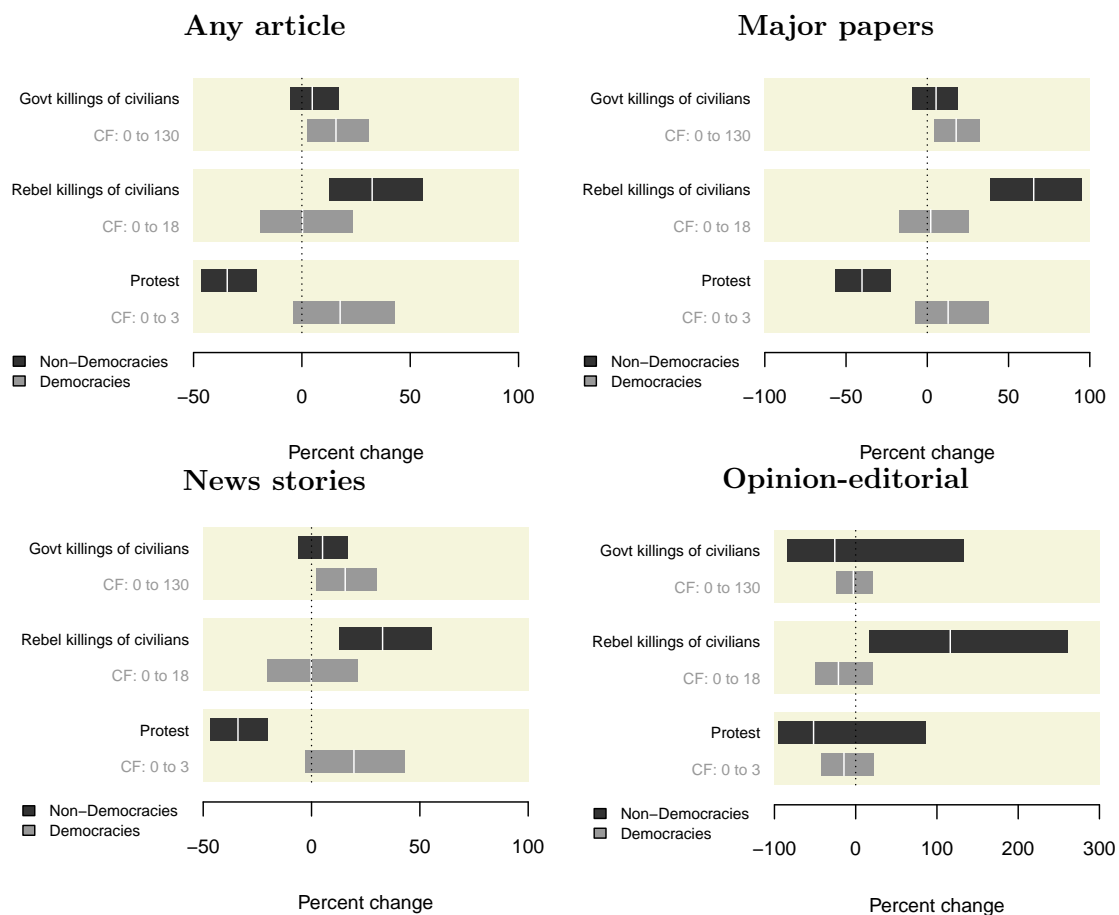 Any article
Govt killings of civilians
CF: 0 to 130
Rebel killings of civilians
CF: 0 to 18
Protest
CF: 0 to 3
Non−Democracies
Democracies
−50 0 50 100
Percent change
Major papers
Govt killings of civilians
CF: 0 to 130
Rebel killings of civilians
CF: 0 to 18
Protest
CF: 0 to 3
Non−Democracies
Democracies
−100 −50 0 50 100
Percent change
News stories
Govt killings of civilians
CF: 0 to 130
Rebel killings of civilians
CF: 0 to 18
Protest
CF: 0 to 3
Non−Democracies
Democracies
−50 0 50 100
Percent change
Opinion-editorial
Govt killings of civilians
CF: 0 to 130
Rebel killings of civilians
CF: 0 to 18
Protest
CF: 0 to 3
Non−Democracies
Democracies
−100 0 100 200 300
Percent change